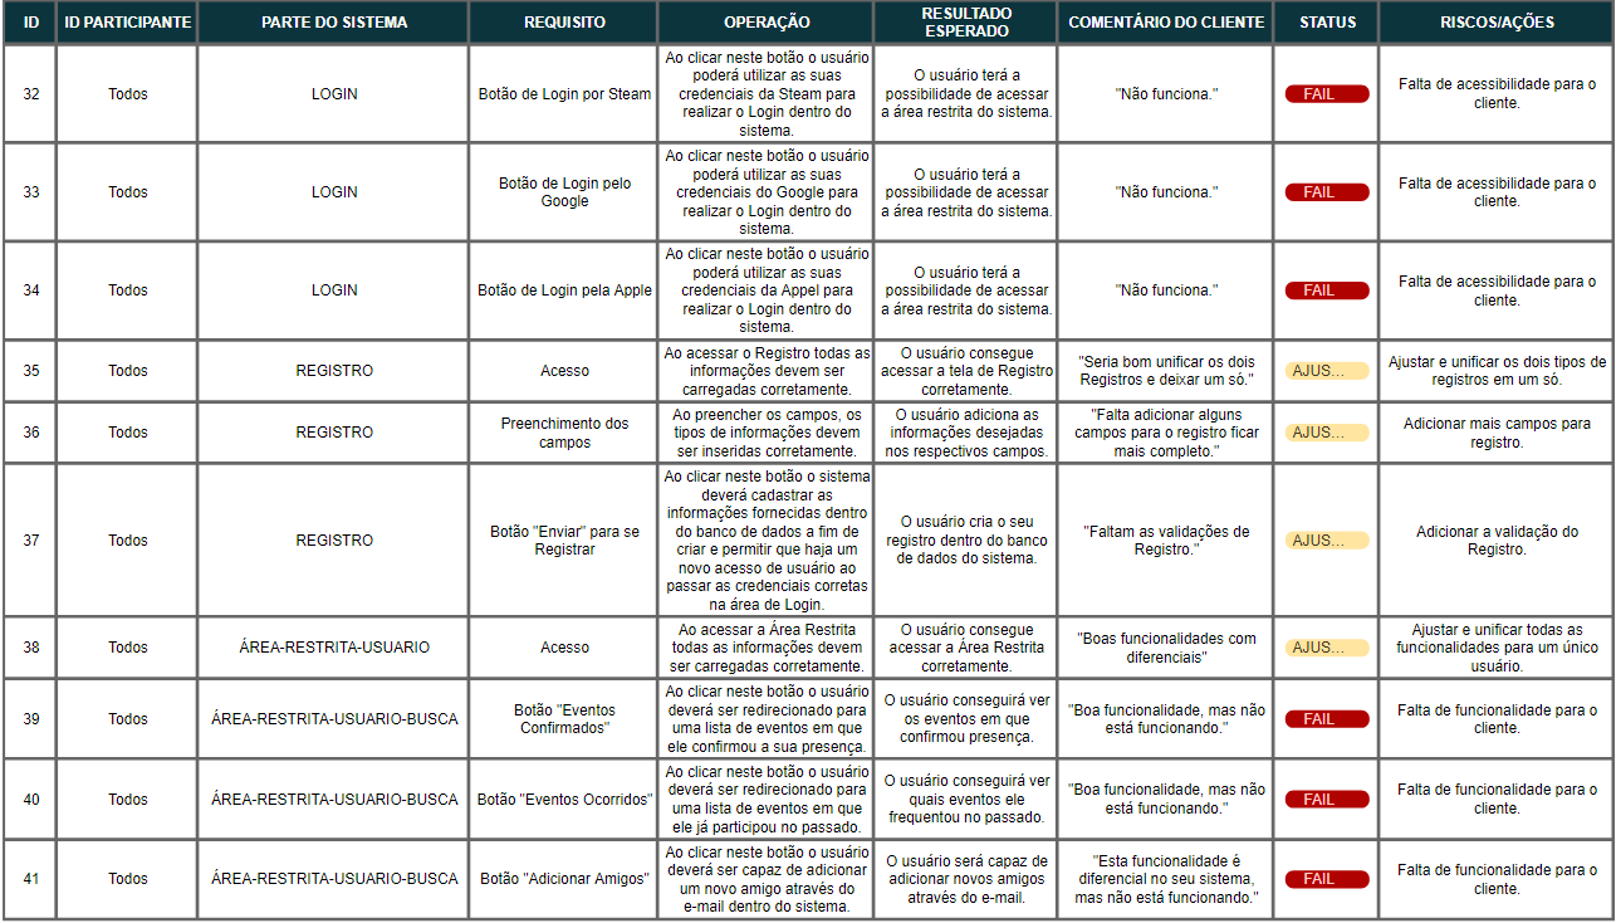 ID
ID PARTICIPANTE
PARTE DO SISTEMA
REQUISITO
OPERAÇÃO
RESULTADO
ESPERADO
COMENTÁRIO DO CLIENTE
STATUS
RISCOS/AÇÕES
32
Todos
LOGIN
Botão de Login por Steam
Ao clicar neste botão o usuário
poderá utilizar as suas
credenciais da Steam para
realizar o Login dentro do
sistema.
O usuário terá a
possibilidade de acessar
a área restrita do sistema.
"Não funciona."
FAIL
Falta de acessibilidade para o
cliente.
33
Todos
LOGIN
Botão de Login pelo
Google
Ao clicar neste botão o usuário
poderá utilizar as suas
credenciais do Google para
realizar o Login dentro do
sistema.
O usuário terá a
possibilidade de acessar
a área restrita do sistema.
"Não funciona."
FAIL
Falta de acessibilidade para o
cliente.
34
Todos
LOGIN
Botão de Login pela Apple
Ao clicar neste botão o usuário
poderá utilizar as suas
credenciais da Appel para
realizar o Login dentro do
sistema.
O usuário terá a
possibilidade de acessar
a área restrita do sistema.
"Não funciona."
FAIL
Falta de acessibilidade para o
cliente.
35
Todos
REGISTRO
Acesso
Ao acessar o Registro todas as
informações devem ser
carregadas corretamente.
O usuário consegue
acessar a tela de Registro
corretamente.
"Seria bom unificar os dois
Registros e deixar um só."
AJUS...
Ajustar e unificar os dois tipos de
registros em um só.
36
Todos
REGISTRO
Preenchimento dos
campos
Ao preencher os campos, os
tipos de informações devem
ser inseridas corretamente.
O usuário adiciona as
informações desejadas
nos respectivos campos.
"Falta adicionar alguns
campos para o registro ficar
mais completo."
AJUS...
Adicionar mais campos para
registro.
37
Todos
REGISTRO
Botão "Enviar" para se
Registrar
Ao clicar neste botão o sistema
deverá cadastrar as
informações fornecidas dentro
do banco de dados a fim de
criar e permitir que haja um
novo acesso de usuário ao
passar as credenciais corretas
na área de Login.
O usuário cria o seu
registro dentro do banco
de dados do sistema.
"Faltam as validações de
Registro."
AJUS...
Adicionar a validação do
Registro.
38
Todos
ÁREA-RESTRITA-USUARIO
Acesso
Ao acessar a Área Restrita
todas as informações devem
ser carregadas corretamente.
O usuário consegue
acessar a Área Restrita
corretamente.
"Boas funcionalidades com
diferenciais"
AJUS...
Ajustar e unificar todas as
funcionalidades para um único
usuário.
39
Todos
ÁREA-RESTRITA-USUARIO-BUSCA
Botão "Eventos
Confirmados"
Ao clicar neste botão o usuário
deverá ser redirecionado para
uma lista de eventos em que
ele confirmou a sua presença.
O usuário conseguirá ver
os eventos em que
confirmou presença.
"Boa funcionalidade, mas não
está funcionando."
FAIL
Falta de funcionalidade para o
cliente.
40
Todos
ÁREA-RESTRITA-USUARIO-BUSCA
Botão "Eventos Ocorridos"
Ao clicar neste botão o usuário
deverá ser redirecionado para
uma lista de eventos em que
ele já participou no passado.
O usuário conseguirá ver
quais eventos ele
frequentou no passado.
"Boa funcionalidade, mas não
está funcionando."
FAIL
Falta de funcionalidade para o
cliente.
41
Todos
ÁREA-RESTRITA-USUARIO-BUSCA
Botão "Adicionar Amigos"
Ao clicar neste botão o usuário
deverá ser capaz de adicionar
um novo amigo através do
e-mail dentro do sistema.
O usuário será capaz de
adicionar novos amigos
através do e-mail.
"Esta funcionalidade é
diferencial no seu sistema,
mas não está funcionando."
FAIL
Falta de funcionalidade para o
cliente.